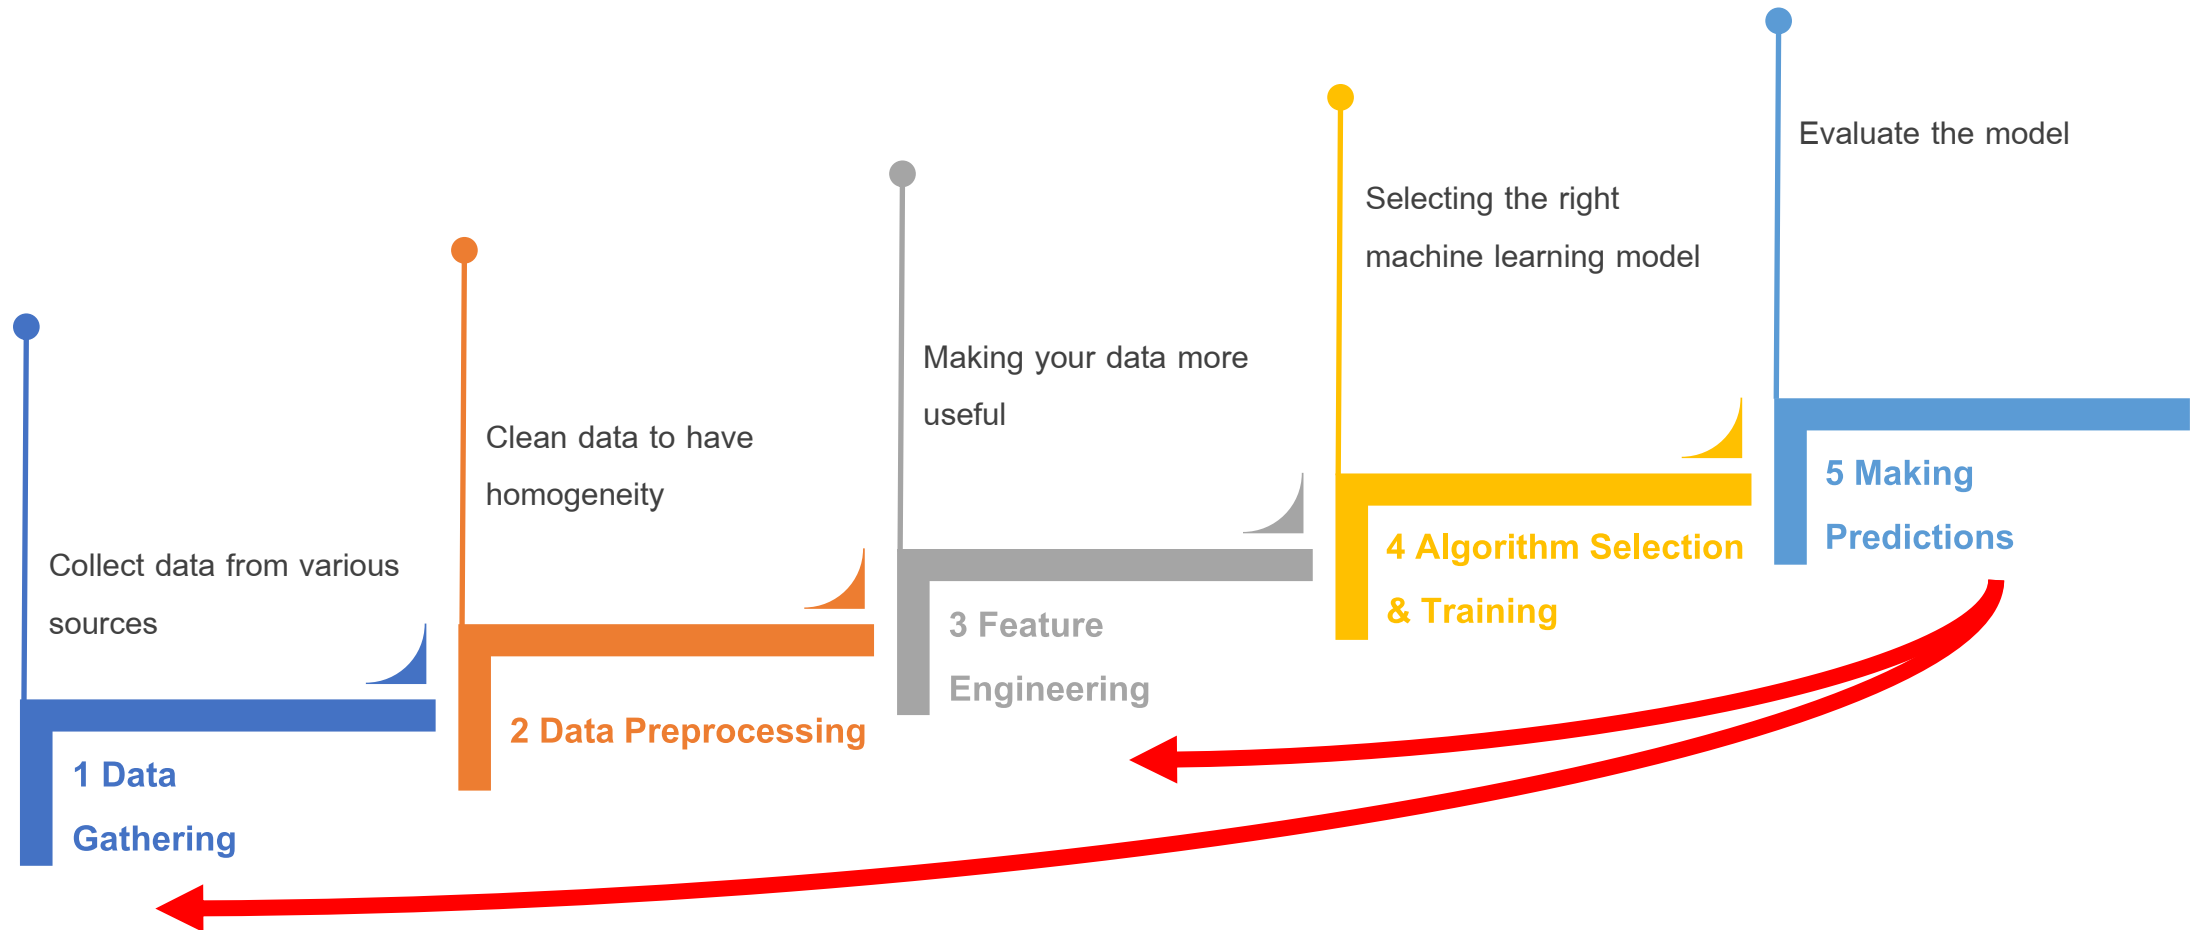 Collect data from various
sources
1 Data
Gathering
Clean data to have
homogeneity
2 Data Preprocessing
Making your data more
useful
3 Feature
Engineering
Selecting the right
machine learning model
4 Algorithm Selection
& Training
Evaluate the model
5 Making
Predictions